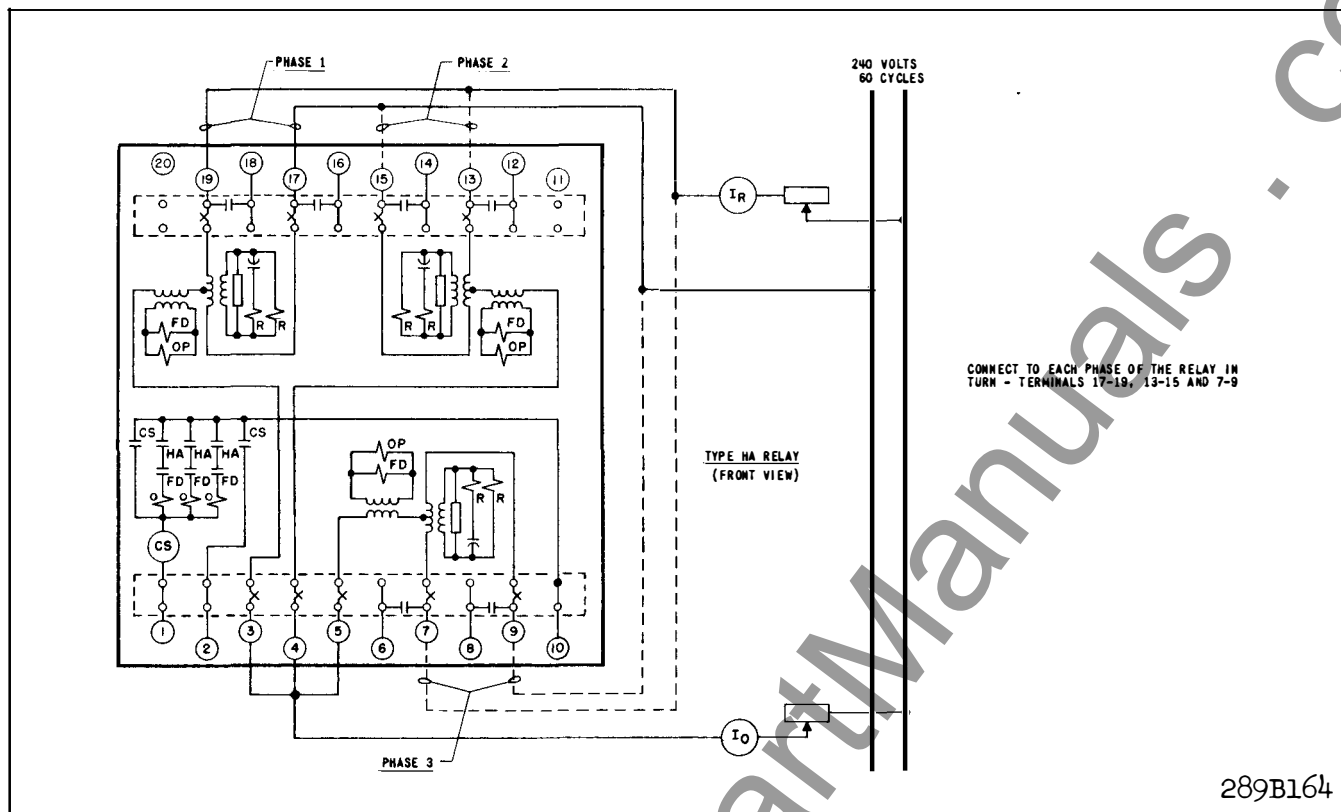 PHASE 1
PHASE 2
240 VOLTS
60 CYCLES
20
19
18
17
16
15
14
13
12
11
IR
R
R
R
R
FD
OP
FD
OP
CONNECT TO EACH PHASE OF THE RELAY IN
TURN - TERMINALS 17-19, 13-15 AND 7-9
CS
HA
HA
HA
CS
FD
FD
FD
O
O
O
CS
OP
FD
R
R
TYPE HA RELAY
(FRONT VIEW)
1
2
3
4
5
6
7
8
9
10
IO
PHASE 3
289B164
artManuals . co